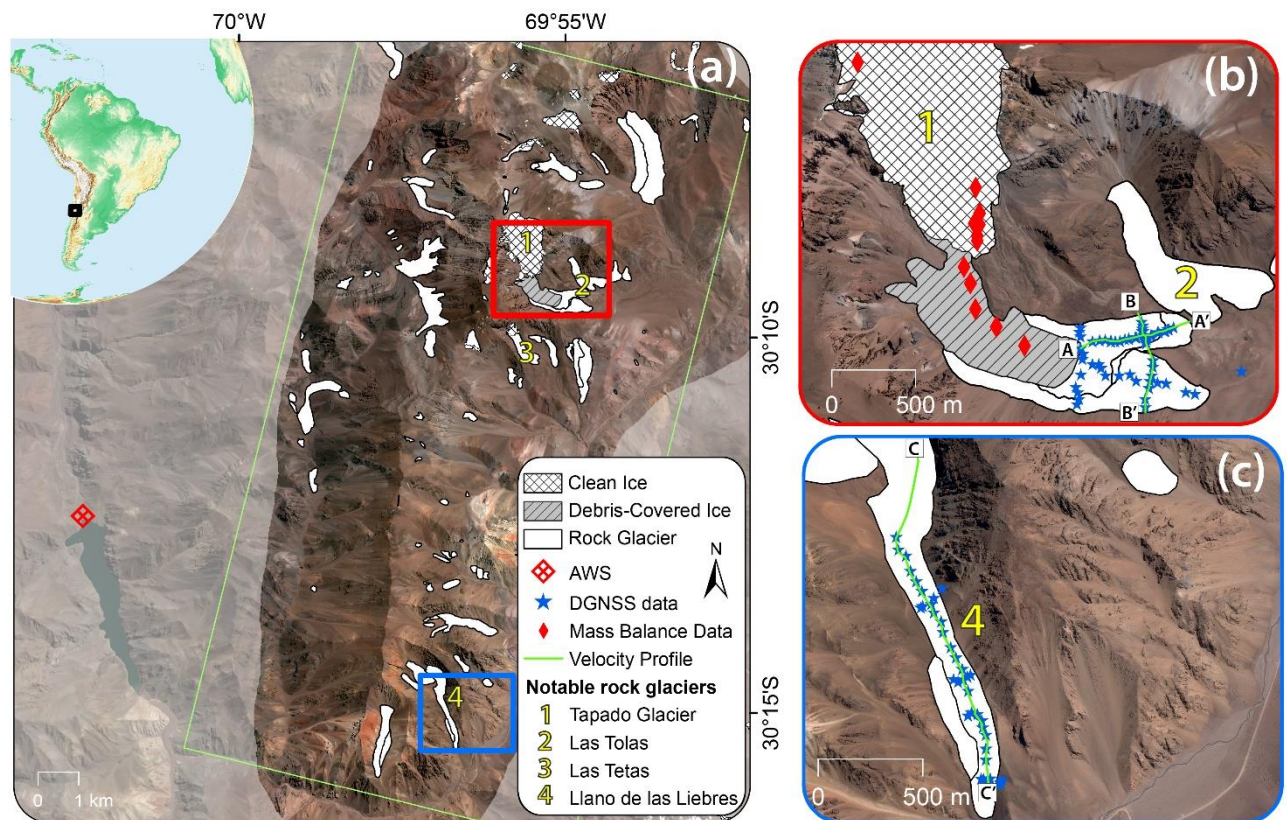 70°W
69°55'W
(a)
1
2
3
4
30°10'S
30°15'S
0 1 km
Clean Ice
Debris-Covered Ice
Rock Glacier
N
AWS
DGNSS data
Mass Balance Data
Velocity Profile
Notable rock glaciers
1 Tapado Glacier
2 Las Tolas
3 Las Tetas
4 Llano de las Liebres
(b)
1
2
B
A'
A
B'
0 500 m
(c)
C
4
C'
0 500 m